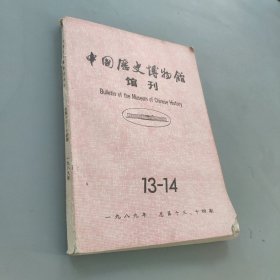 中国历史博物馆
馆刊
Bulletin of the Museum of Chinese History
13-14
一九八九年 总第十三、十四期